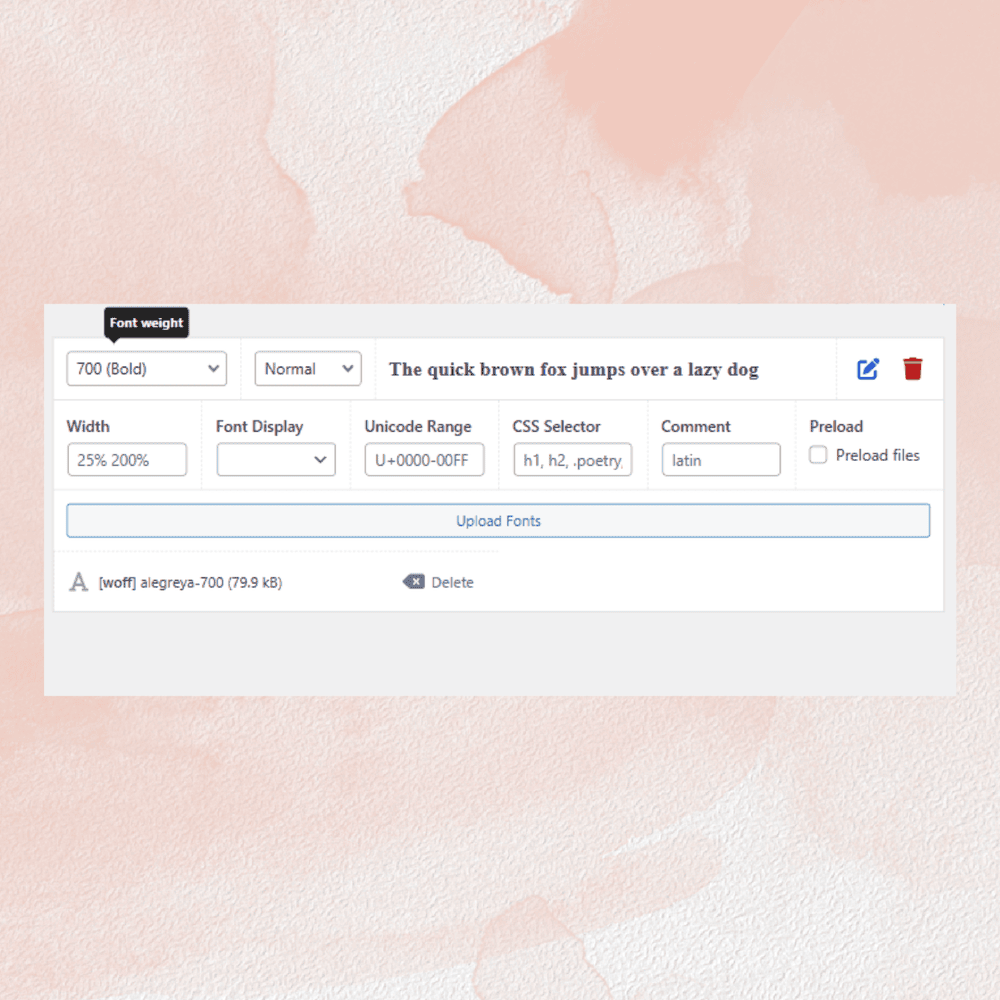 Font weight
700 (Bold) Normal The quick brown fox jumps over a lazy dog
Width Font Display Unicode Range CSS Selector Comment Preload
25% 200% U+0000-00FF h1, h2, .poetry, latin Preload files
Upload Fonts
A [woff] alegreya-700 (79.9 kB) Delete